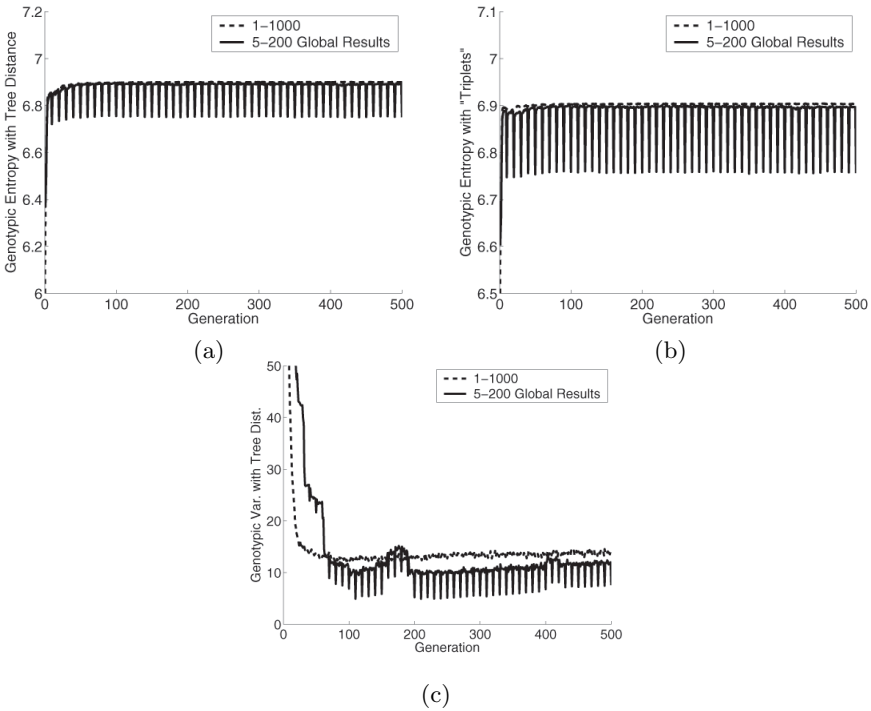 7.2
7
6.8
6.6
6.4
6.2
6
0 100 200 300 400 500
Genotypic Entropy with Tree Distance
Generation
1−1000
5−200 Global Results
(a)
7.1
7
6.9
6.8
6.7
6.6
6.5
0 100 200 300 400 500
Genotypic Entropy with "Triplets"
Generation
1−1000
5−200 Global Results
(b)
50
40
30
20
10
0
0 100 200 300 400 500
Genotypic Var. with Tree Dist.
Generation
1−1000
5−200 Global Results
(c)